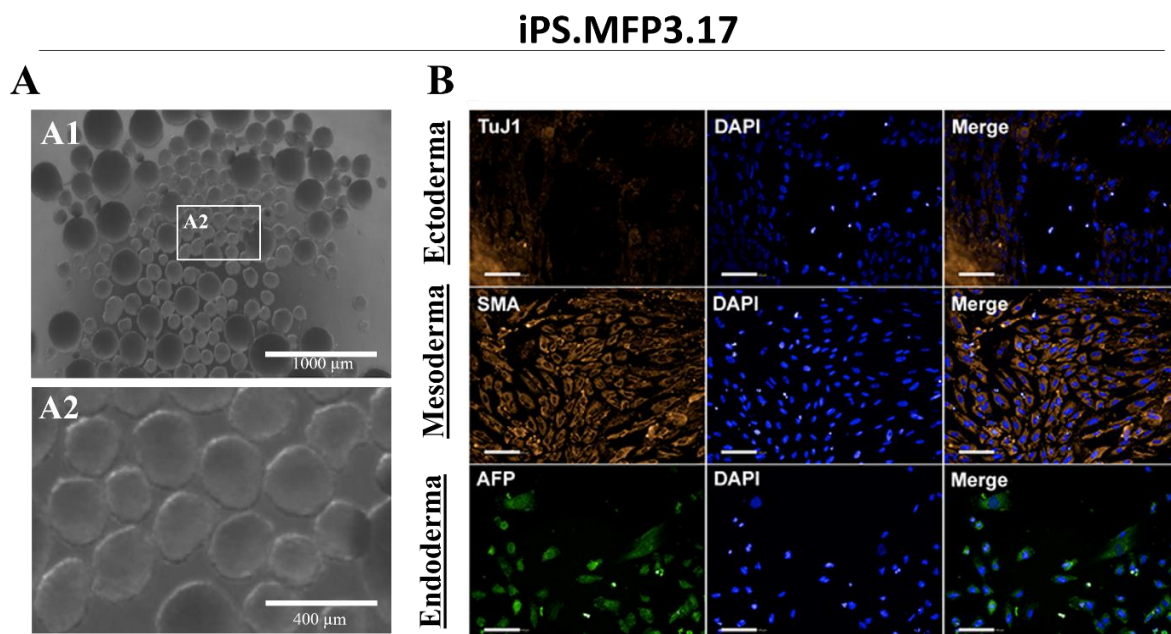 iPS.MFP3.17
A
A1
A2
1000 µm
A2
400 µm
B
Ectoderma
TuJ1
DAPI
Merge
Mesoderma
SMA
DAPI
Merge
Endoderma
AFP
DAPI
Merge